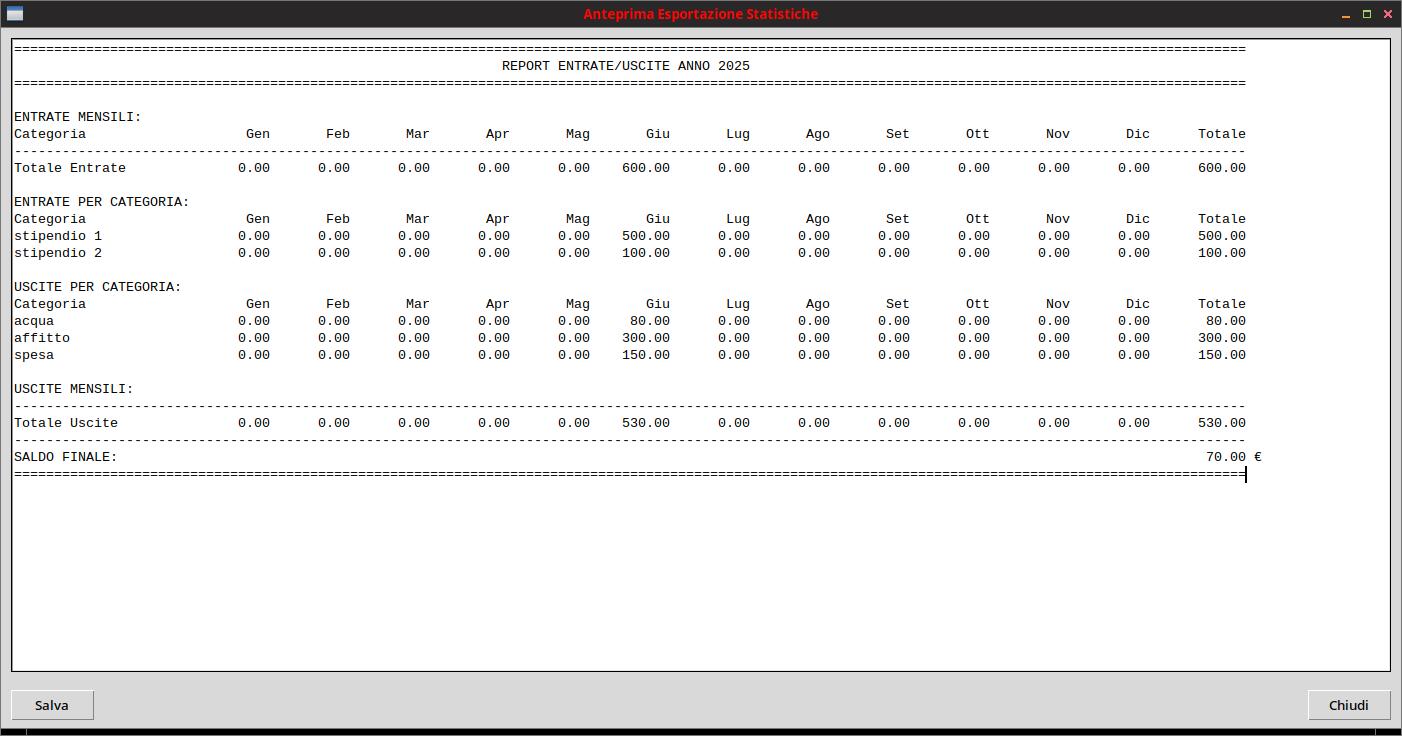 Anteprima Esportazione Statistiche
==========================================================================================================================================================
REPORT ENTRATE/USCITE ANNO 2025
==========================================================================================================================================================
ENTRATE MENSILI:
Categoria Gen Feb Mar Apr Mag Giu Lug Ago Set Ott Nov Dic Totale
----------------------------------------------------------------------------------------------------------------------------------------------------------
Totale Entrate 0.00 0.00 0.00 0.00 0.00 600.00 0.00 0.00 0.00 0.00 0.00 0.00 600.00
ENTRATE PER CATEGORIA:
Categoria Gen Feb Mar Apr Mag Giu Lug Ago Set Ott Nov Dic Totale
stipendio 1 0.00 0.00 0.00 0.00 0.00 500.00 0.00 0.00 0.00 0.00 0.00 0.00 500.00
stipendio 2 0.00 0.00 0.00 0.00 0.00 100.00 0.00 0.00 0.00 0.00 0.00 0.00 100.00
USCITE PER CATEGORIA:
Categoria Gen Feb Mar Apr Mag Giu Lug Ago Set Ott Nov Dic Totale
acqua 0.00 0.00 0.00 0.00 0.00 80.00 0.00 0.00 0.00 0.00 0.00 0.00 80.00
affitto 0.00 0.00 0.00 0.00 0.00 300.00 0.00 0.00 0.00 0.00 0.00 0.00 300.00
spesa 0.00 0.00 0.00 0.00 0.00 150.00 0.00 0.00 0.00 0.00 0.00 0.00 150.00
USCITE MENSILI:
----------------------------------------------------------------------------------------------------------------------------------------------------------
Totale Uscite 0.00 0.00 0.00 0.00 0.00 530.00 0.00 0.00 0.00 0.00 0.00 0.00 530.00
----------------------------------------------------------------------------------------------------------------------------------------------------------
SALDO FINALE: 70.00 €
==========================================================================================================================================================
Salva Chiudi